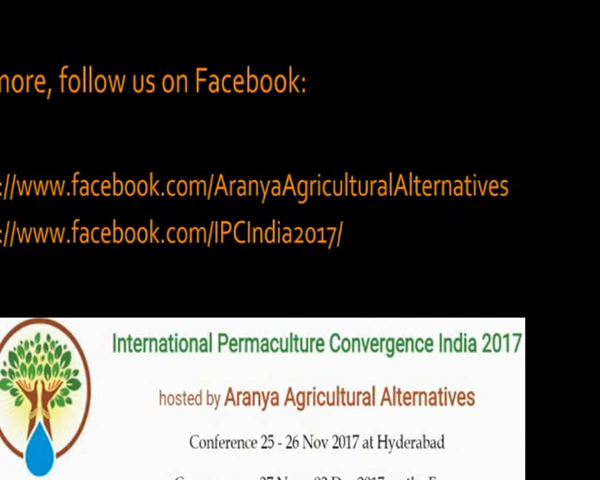 more, follow us on Facebook:
://www.facebook.com/AranyaAgriculturalAlternatives
://www.facebook.com/IPCIndia2017/
International Permaculture Convergence India 2017
hosted by Aranya Agricultural Alternatives
Conference 25 - 26 Nov 2017 at Hyderabad